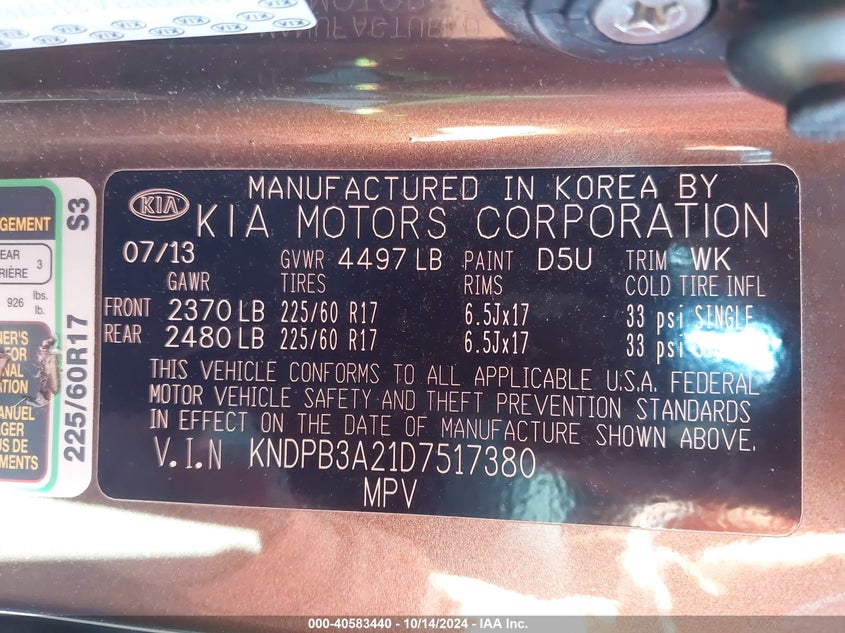 MANUFACTURED IN KOREA BY
KIA KIA MOTORS CORPORATION
07/13 GVWR 4497 LB PAINT D5U TRIM WK
GAWR TIRES RIMS COLD TIRE INFL
FRONT 2370 LB 225/60 R17 6.5Jx17 33 psi SINGLE
REAR 2480 LB 225/60 R17 6.5Jx17 33 psi
THIS VEHICLE CONFORMS TO ALL APPLICABLE U.S.A. FEDERAL
MOTOR VEHICLE SAFETY AND THEFT PREVENTION STANDARDS
IN EFFECT ON THE DATE OF MANUFACTURE SHOWN ABOVE.
V.I.N KNDPB3A21D7517380
MPV
S3
225/60R17
3
926 lbs.
lb.
000-40583440 - 10/14/2024 - IAA Inc.